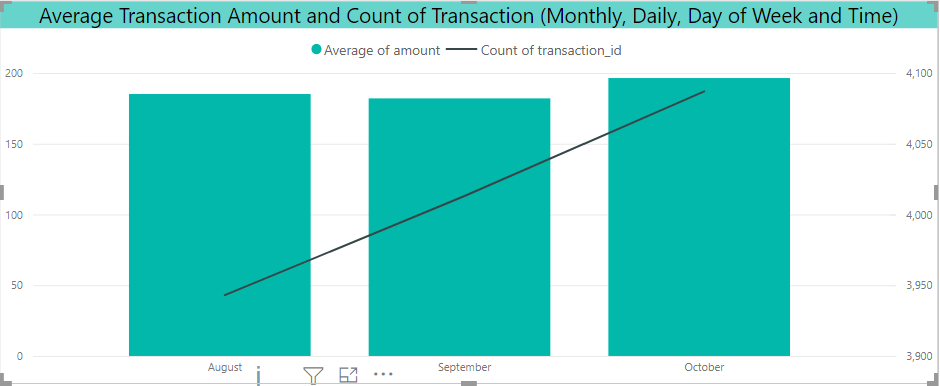 Average Transaction Amount and Count of Transaction (Monthly, Daily, Day of Week and Time)
Average of amount Count of transaction_id
200 4,100
150 4,050
100 4,000
50 3,950
0 3,900
August September October